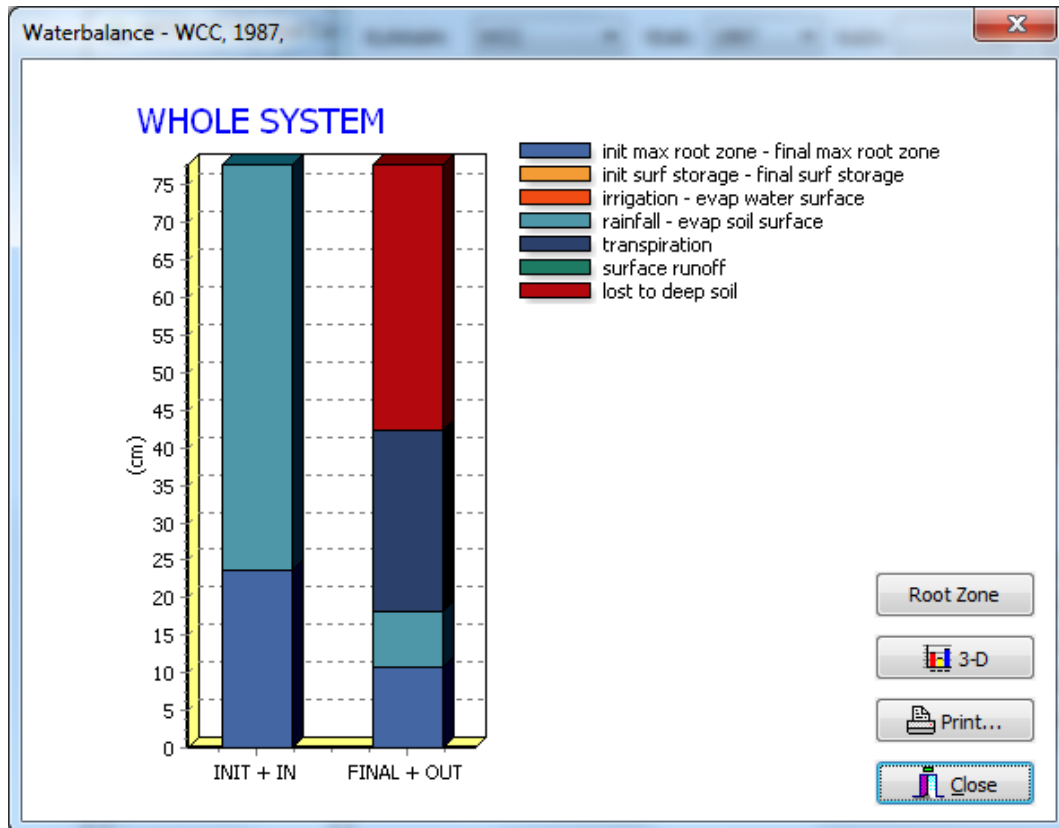 Waterbalance - WCC, 1987,
WHOLE SYSTEM
init max root zone - final max root zone
init surf storage - final surf storage
irrigation - evap water surface
rainfall - evap soil surface
transpiration
surface runoff
lost to deep soil
75
70
65
60
55
50
45
40
35
30
25
20
15
10
5
0
(cm)
INIT + IN
FINAL + OUT
Root Zone
3-D
Print...
Close